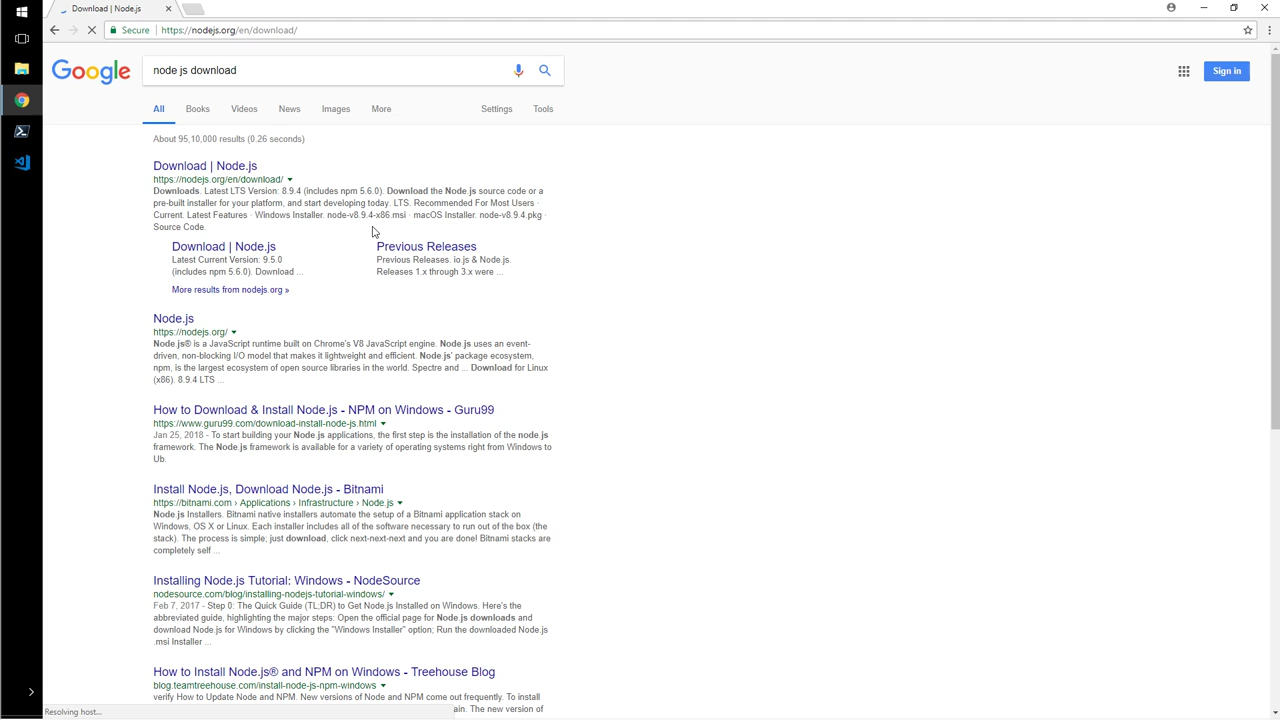 Download | Node.js
Secure https://nodejs.org/en/download/
Google
node js download
Sign in
All Books Videos News Images More Settings Tools
About 95,10,000 results (0.26 seconds)
Download | Node.js
https://nodejs.org/en/download/
Downloads. Latest LTS Version: 8.9.4 (includes npm 5.6.0). Download the Node.js source code or a
pre-built installer for your platform, and start developing today. LTS. Recommended For Most Users ·
Current. Latest Features · Windows Installer. node-v8.9.4-x86.msi · macOS Installer. node-v8.9.4.pkg ·
Source Code.
Download | Node.js
Latest Current Version: 9.5.0
(includes npm 5.6.0). Download ...
Previous Releases
Previous Releases. io.js & Node.js.
Releases 1.x through 3.x were ...
More results from nodejs.org »
Node.js
https://nodejs.org/
Node.js® is a JavaScript runtime built on Chrome's V8 JavaScript engine. Node.js uses an event-
driven, non-blocking I/O model that makes it lightweight and efficient. Node.js' package ecosystem,
npm, is the largest ecosystem of open source libraries in the world. Spectre and ... Download for Linux
(x86). 8.9.4 LTS ...
How to Download & Install Node.js - NPM on Windows - Guru99
https://www.guru99.com/download-install-node-js.html
Jan 25, 2018 - To start building your Node.js applications, the first step is the installation of the node.js
framework. The Node.js framework is available for a variety of operating systems right from Windows to
Ub.
Install Node.js, Download Node.js - Bitnami
https://bitnami.com › Applications › Infrastructure › Node.js
Node.js Installers. Bitnami native installers automate the setup of a Bitnami application stack on
Windows, OS X or Linux. Each installer includes all of the software necessary to run out of the box (the
stack). The process is simple; just download, click next-next-next and you are done! Bitnami stacks are
completely self ...
Installing Node.js Tutorial: Windows - NodeSource
nodesource.com/blog/installing-nodejs-tutorial-windows/
Feb 7, 2017 - Step 0: The Quick Guide (TL;DR) to Get Node.js Installed on Windows. Here's the
abbreviated guide, highlighting the major steps: Open the official page for Node.js downloads and
download Node.js for Windows by clicking the "Windows Installer" option; Run the downloaded Node.js
.msi Installer ...
How to Install Node.js® and NPM on Windows - Treehouse Blog
blog.teamtreehouse.com/install-node-js-npm-windows
verify How to Update Node and NPM. New versions of Node and NPM come out frequently. To install
ain. The new version of
Resolving host...